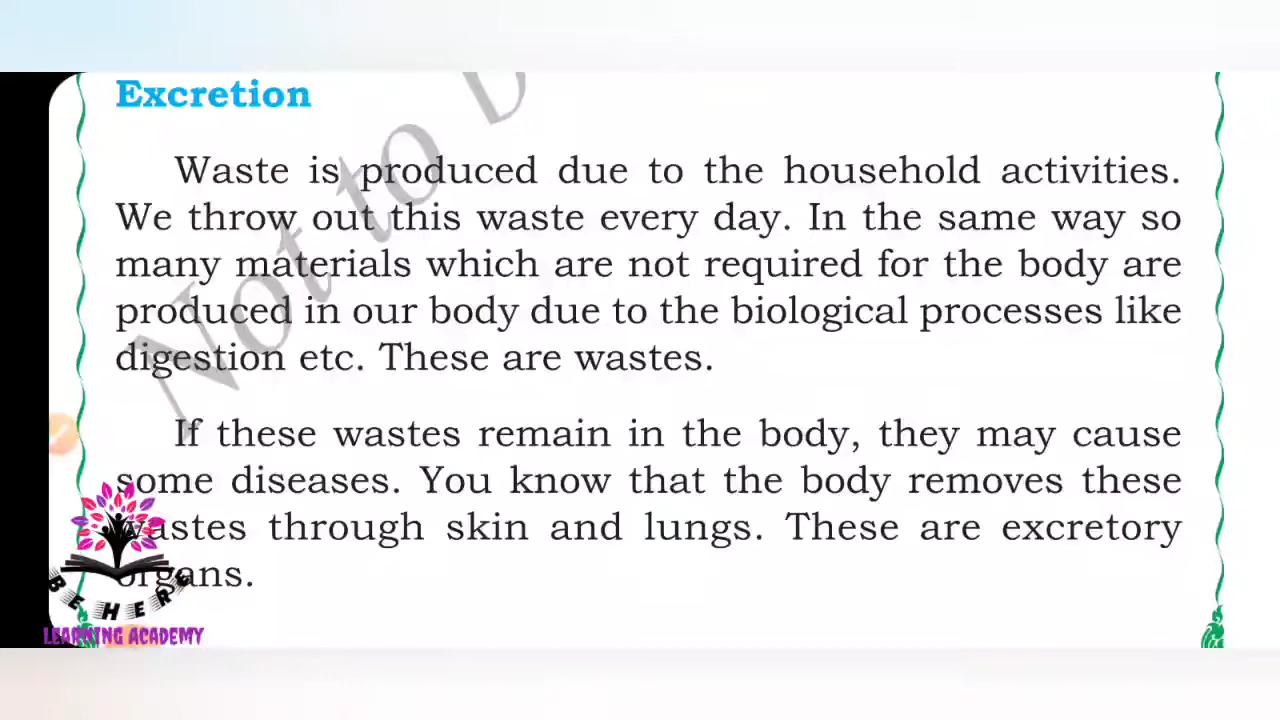 Excretion
Waste is produced due to the household activities.
We throw out this waste every day. In the same way so
many materials which are not required for the body are
produced in our body due to the biological processes like
digestion etc. These are wastes.
If these wastes remain in the body, they may cause
some diseases. You know that the body removes these
wastes through skin and lungs. These are excretory
organs.
Not to b
BEHERE
LEARNING ACADEMY